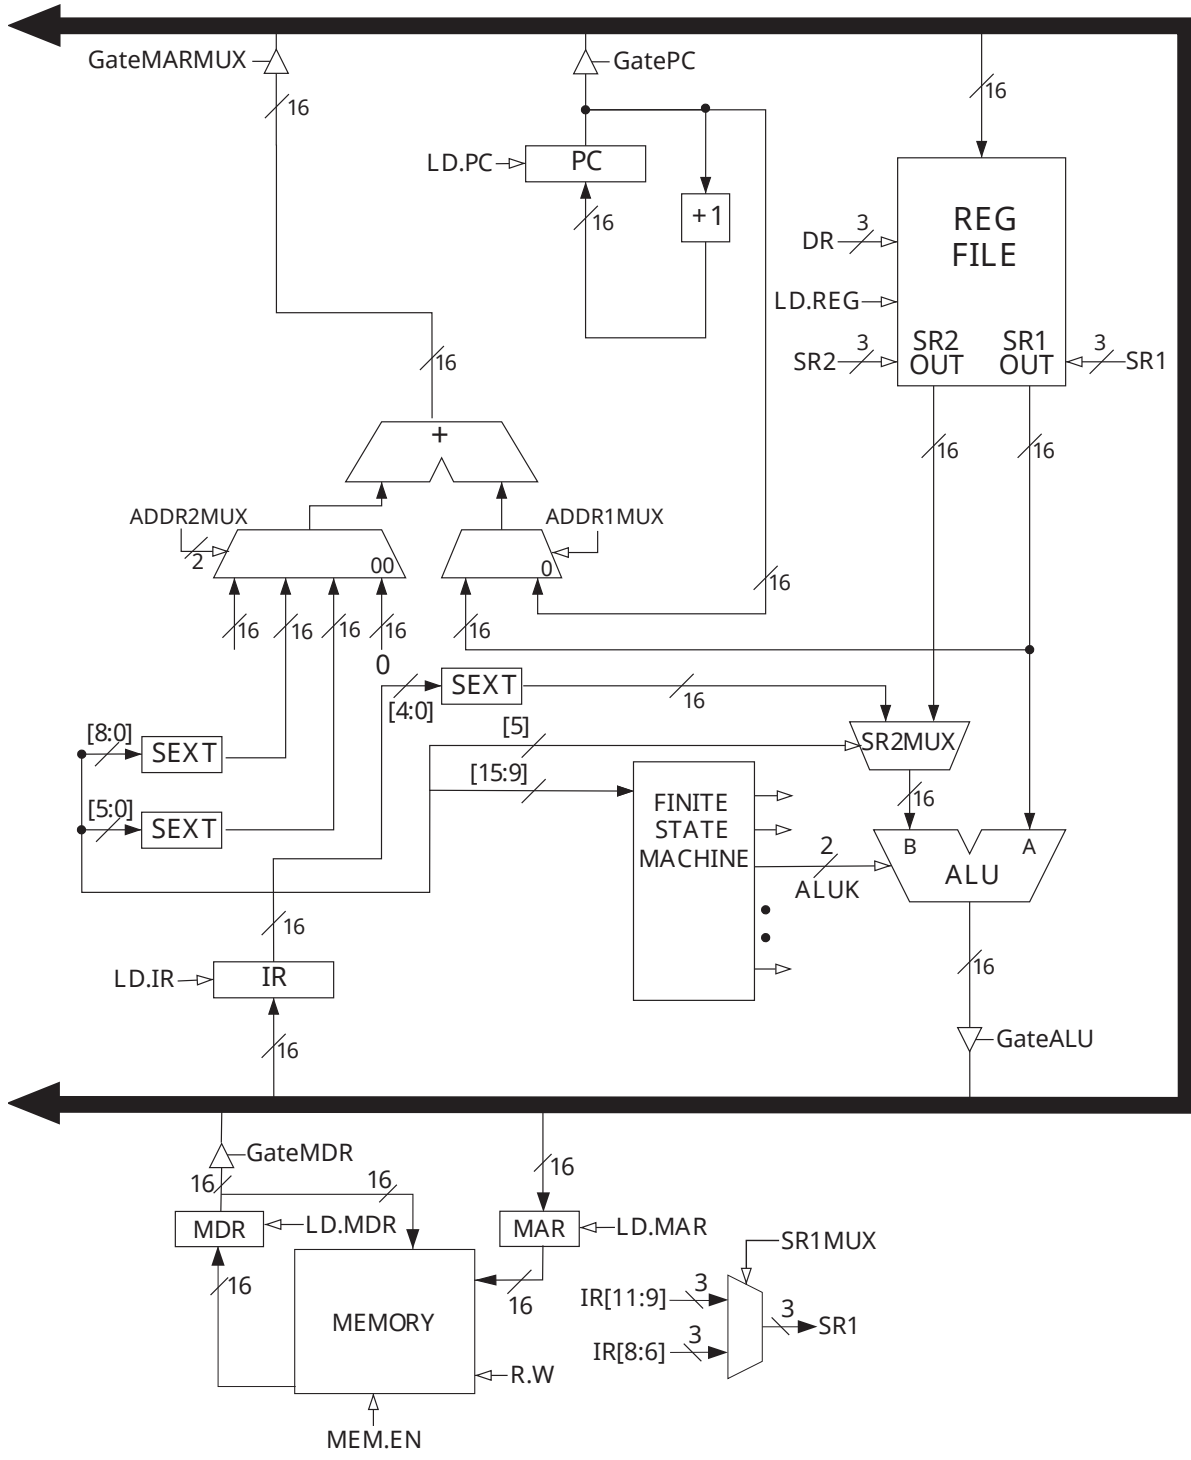 GateMARMUX
GatePC
16
16
LD.PC
PC
16
+1
REG
FILE
DR
3
LD.REG
SR2
3
SR2
OUT
SR1
OUT
3
SR1
16
+
16
16
ADDR2MUX
2
00
ADDR1MUX
0
16
16
16
16
16
16
0
[4:0]
SEXT
16
[8:0]
SEXT
[5]
SR2MUX
[15:9]
[5:0]
SEXT
16
FINITE
STATE
MACHINE
2
ALUK
B
A
ALU
16
LD.IR
IR
16
16
GateALU
GateMDR
16
16
16
MDR
LD.MDR
MAR
LD.MAR
16
16
MEMORY
R.W
MEM.EN
SR1MUX
IR[11:9]
3
3
SR1
IR[8:6]
3